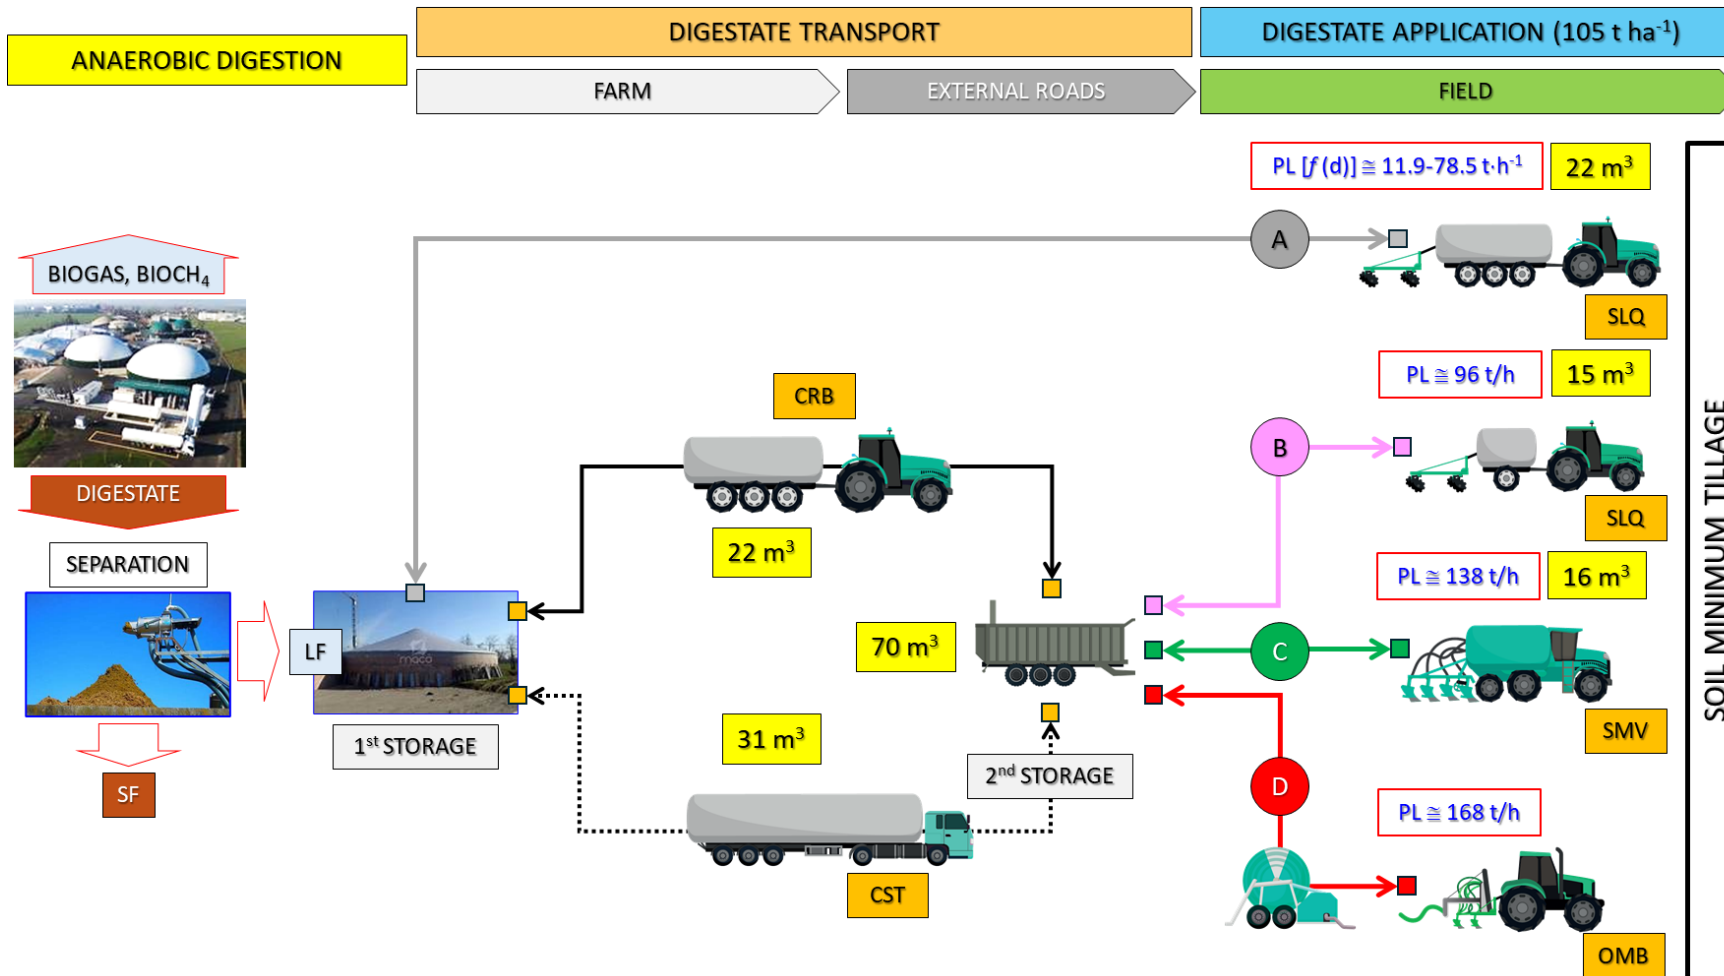 ANAEROBIC DIGESTION
DIGESTATE TRANSPORT
DIGESTATE APPLICATION (105 t ha⁻¹)
FARM
EXTERNAL ROADS
FIELD
PL [f (d)] ≅ 11.9-78.5 t·h⁻¹
22 m³
A
SLQ
BIOGAS, BIOCH₄
DIGESTATE
SEPARATION
SF
LF
maco
1st STORAGE
CRB
22 m³
70 m³
31 m³
2nd STORAGE
CST
PL ≅ 96 t/h
15 m³
B
SLQ
PL ≅ 138 t/h
16 m³
C
SMV
D
PL ≅ 168 t/h
OMB
SOIL MINIMUM TILLAGE